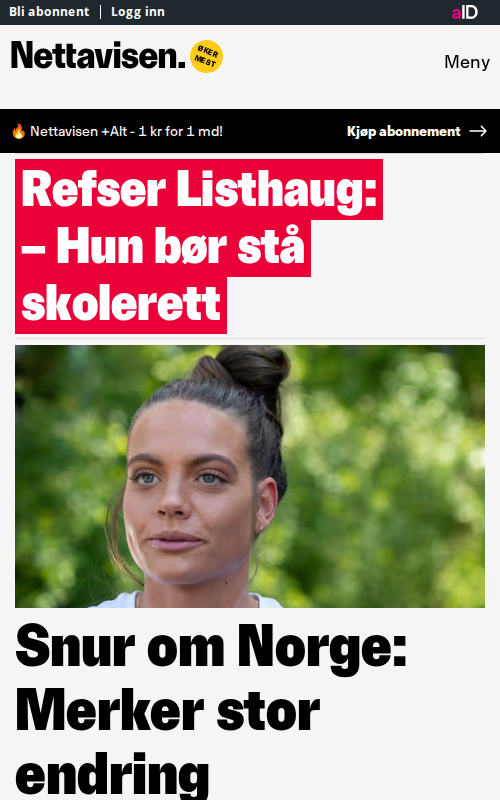 Bli abonnent
Logg inn
aID
Nettavisen.
ØKER
MEST
Meny
🔥 Nettavisen +Alt - 1 kr for 1 md!
Kjøp abonnement →
Refser Listhaug:
– Hun bør stå
skolerett
Snur om Norge:
Merker stor
endring